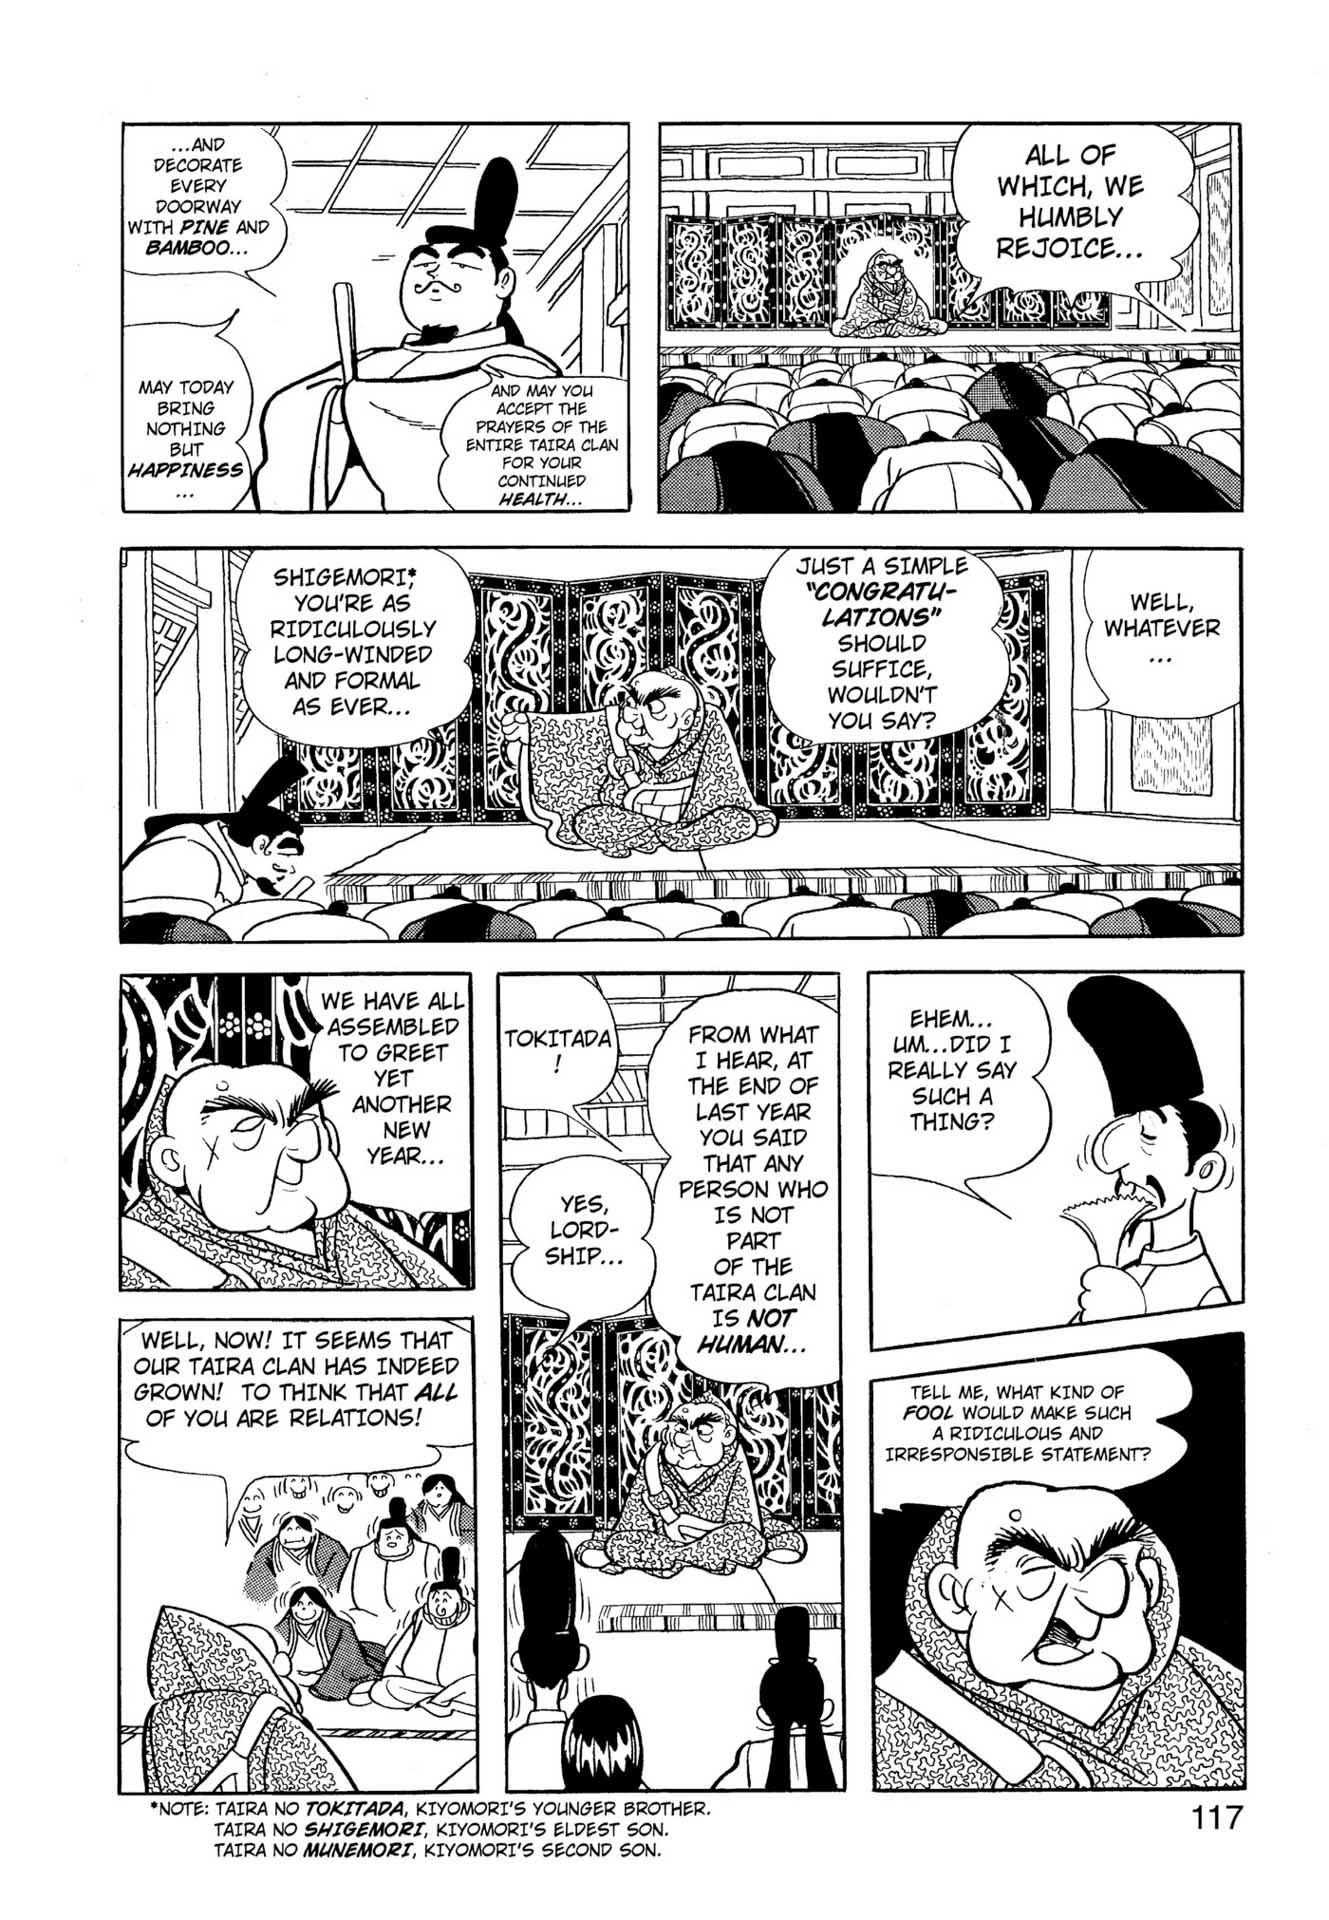 ...AND
DECORATE
EVERY
DOORWAY
WITH PINE AND
BAMBOO...
MAY TODAY
BRING
NOTHING
BUT
HAPPINESS
...
AND MAY YOU
ACCEPT THE
PRAYERS OF THE
ENTIRE TAIRA CLAN
FOR YOUR
CONTINUED
HEALTH...
ALL OF
WHICH, WE
HUMBLY
REJOICE...
SHIGEMORI,*
YOU'RE AS
RIDICULOUSLY
LONG-WINDED
AND FORMAL
AS EVER...
JUST A SIMPLE
"CONGRATU-
LATIONS"
SHOULD
SUFFICE,
WOULDN'T
YOU SAY?
WELL,
WHATEVER
...
WE HAVE ALL
ASSEMBLED
TO GREET
YET
ANOTHER
NEW
YEAR...
WELL, NOW! IT SEEMS THAT
OUR TAIRA CLAN HAS INDEED
GROWN! TO THINK THAT ALL
OF YOU ARE RELATIONS!
TOKITADA
!
YES,
LORD-
SHIP...
FROM WHAT
I HEAR, AT
THE END OF
LAST YEAR
YOU SAID
THAT ANY
PERSON WHO
IS NOT
PART
OF THE
TAIRA CLAN
IS NOT
HUMAN...
EHEM...
UM...DID I
REALLY SAY
SUCH A
THING?
TELL ME, WHAT KIND OF
FOOL WOULD MAKE SUCH
A RIDICULOUS AND
IRRESPONSIBLE STATEMENT?
*NOTE: TAIRA NO TOKITADA, KIYOMORI'S YOUNGER BROTHER.
TAIRA NO SHIGEMORI, KIYOMORI'S ELDEST SON.
TAIRA NO MUNEMORI, KIYOMORI'S SECOND SON.
117